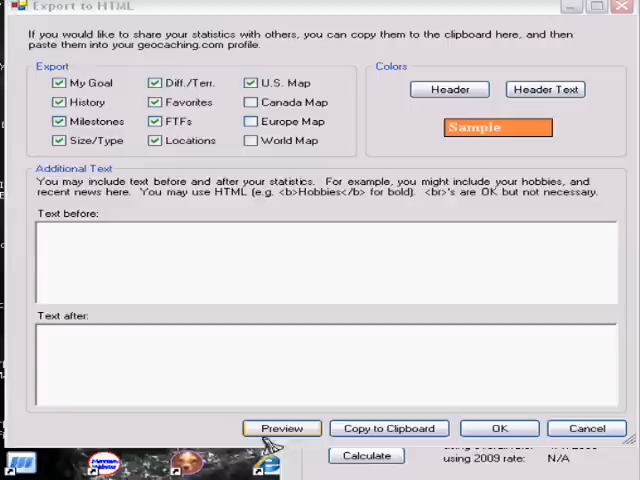 Export to HTML
If you would like to share your statistics with others, you can copy them to the clipboard here, and then
paste them into your geocaching.com profile.
Export
My Goal Diff./Terr. U.S. Map
History Favorites Canada Map
Milestones FTFs Europe Map
Size/Type Locations World Map
Colors
Header Header Text
Sample
Additional Text
You may include text before and after your statistics. For example, you might include your hobbies, and
recent news here. You may use HTML (e.g. <b>Hobbies</b> for bold). <br>'s are OK but not necessary.
Text before:
Text after:
Preview Copy to Clipboard OK Cancel
Calculate
using 2009 rate: N/A